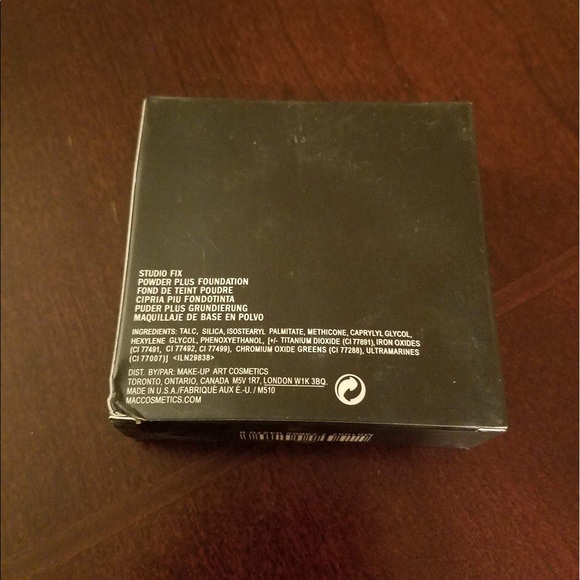 STUDIO FIX
POWDER PLUS FOUNDATION
FOND DE TEINT POUDRE
CIPRIA PIU FONDOTINTA
PUDER PLUS GRUNDIERUNG
MAQUILLAJE DE BASE EN POLVO
INGREDIENTS: TALC, SILICA, ISOSTEARYL PALMITATE, METHICONE, CAPRYLYL GLYCOL,
HEXYLENE GLYCOL, PHENOXYETHANOL, [+/- TITANIUM DIOXIDE (CI 77891), IRON OXIDES
(CI 77491, CI 77492, CI 77499), CHROMIUM OXIDE GREENS (CI 77288), ULTRAMARINES
(CI 77007)] <ILN29838>
DIST. BY/PAR: MAKE-UP ART COSMETICS
TORONTO, ONTARIO, CANADA M5V 1R7, LONDON W1K 3BQ.
MADE IN U.S.A./FABRIQUÉ AUX É.-U. / M510
MACCOSMETICS.COM